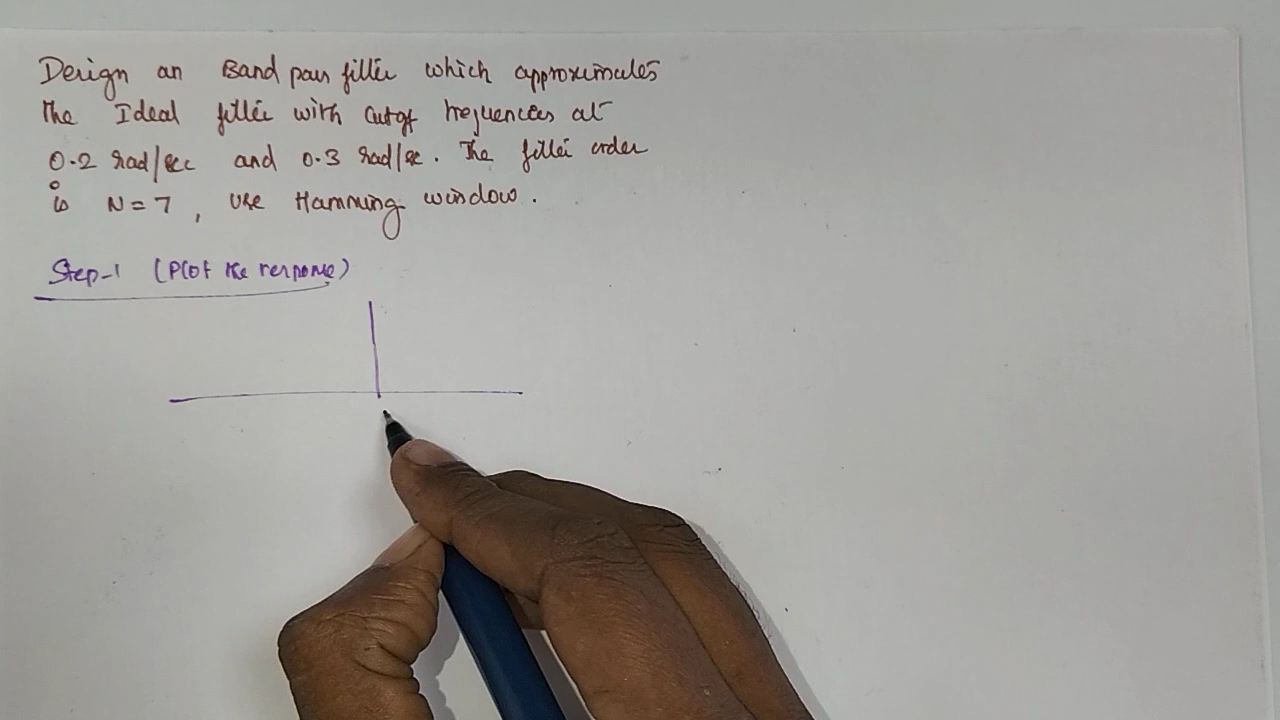 Design an Band pass filter which approximates
the Ideal filter with cutoff frequencies at
0.2 rad/sec and 0.3 rad/sec. The filter order
is N = 7, use Hamming window.
Step-1 (Plot the response)